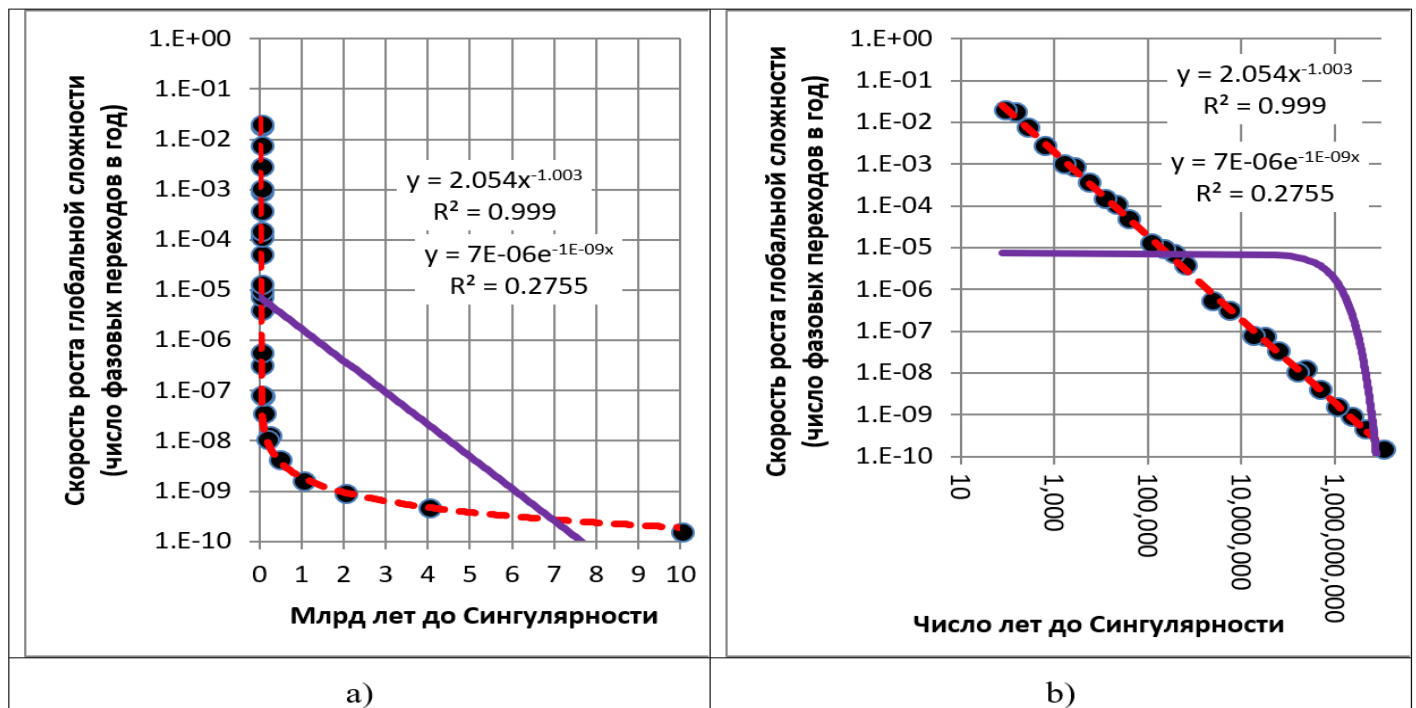 Скорость роста глобальной сложности
(число фазовых переходов в год)
1.E+00
1.E-01
1.E-02
1.E-03
1.E-04
1.E-05
1.E-06
1.E-07
1.E-08
1.E-09
1.E-10
y = 2.054x-1.003
R² = 0.999
y = 7E-06e-1E-09x
R² = 0.2755
0 1 2 3 4 5 6 7 8 9 10
Млрд лет до Сингулярности
a)
Скорость роста глобальной сложности
(число фазовых переходов в год)
1.E+00
1.E-01
1.E-02
1.E-03
1.E-04
1.E-05
1.E-06
1.E-07
1.E-08
1.E-09
1.E-10
y = 2.054x-1.003
R² = 0.999
y = 7E-06e-1E-09x
R² = 0.2755
10
1,000
100,000
10,000,000
1,000,000,000
Число лет до Сингулярности
b)